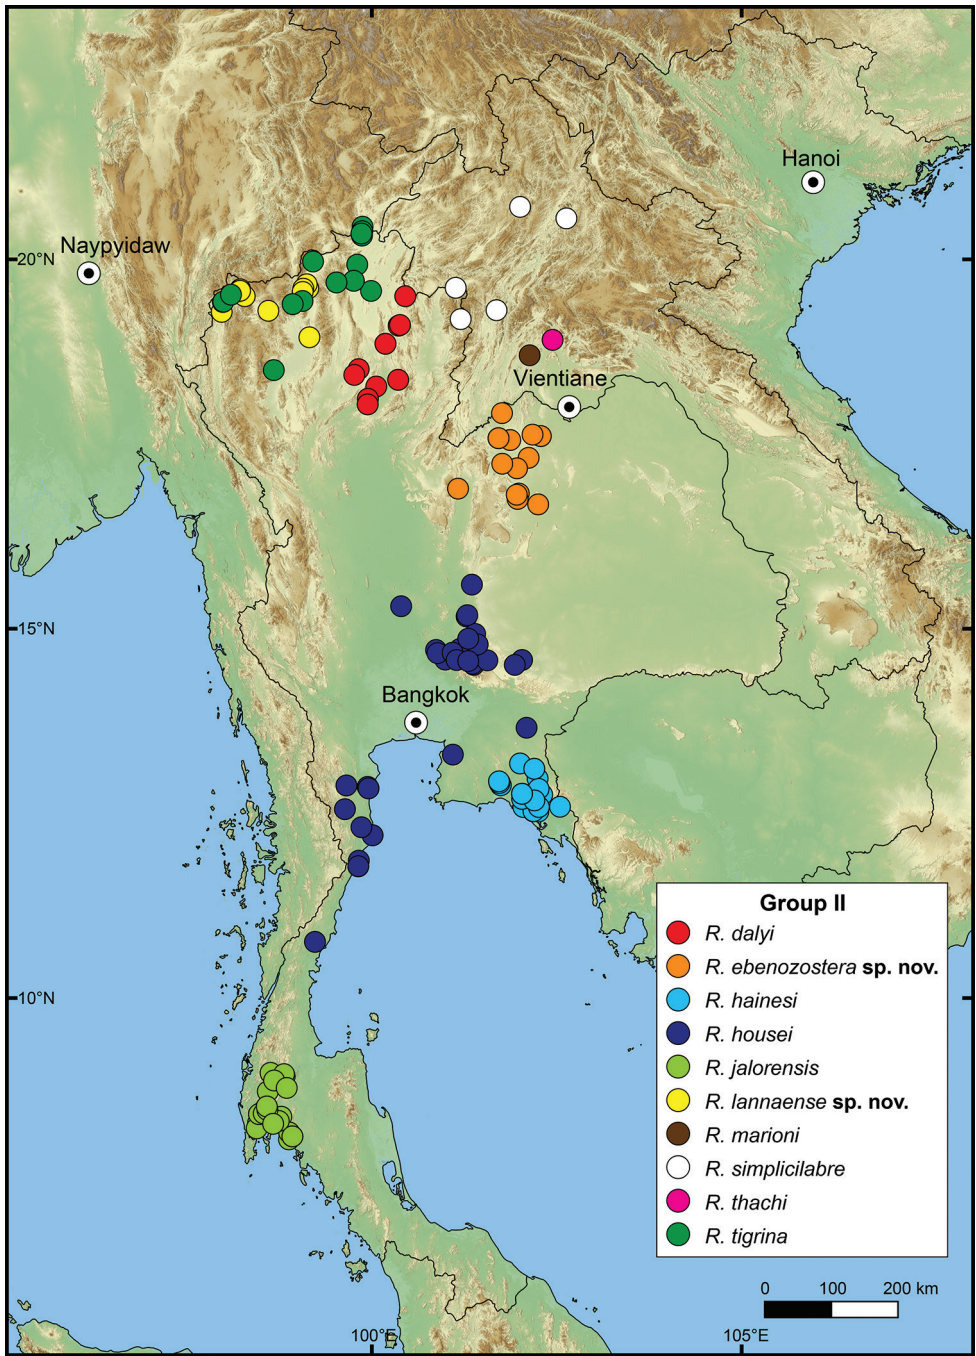 Hanoi
Naypyidaw
20°N
Vientiane
15°N
Bangkok
10°N
Group II
R. dalyi
R. ebenozostera sp. nov.
R. hainesi
R. housei
R. jalorensis
R. lannaense sp. nov.
R. marioni
R. simplicilabre
R. thachi
R. tigrina
0 100 200 km
100°E 105°E